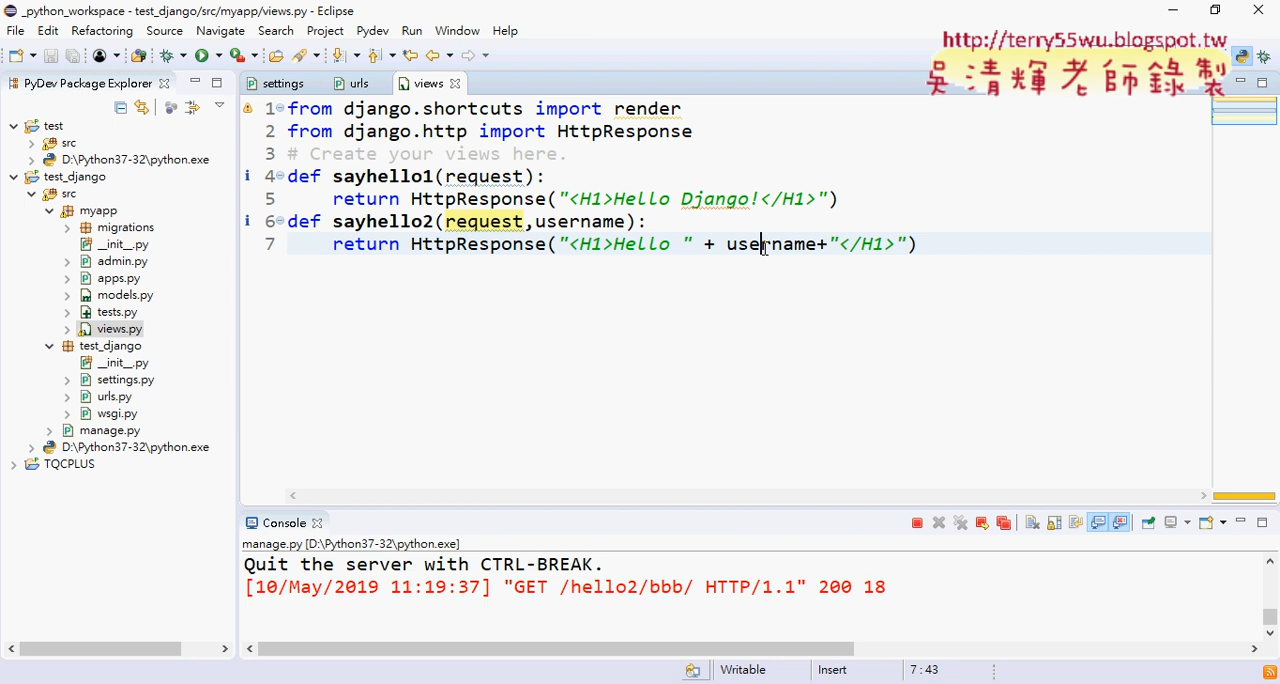 _python_workspace - test_django/src/myapp/views.py - Eclipse
File Edit Refactoring Source Navigate Search Project Pydev Run Window Help
http://terry55wu.blogspot.tw
吳清輝老師錄製
PyDev Package Explorer
settings urls views
test
src
D:\Python37-32\python.exe
test_django
src
myapp
migrations
__init__.py
admin.py
apps.py
models.py
tests.py
views.py
test_django
__init__.py
settings.py
urls.py
wsgi.py
manage.py
D:\Python37-32\python.exe
TQCPLUS
1 from django.shortcuts import render
2 from django.http import HttpResponse
3 # Create your views here.
4 def sayhello1(request):
5 return HttpResponse("<H1>Hello Django!</H1>")
6 def sayhello2(request,username):
7 return HttpResponse("<H1>Hello " + username+"</H1>")
Console
manage.py [D:\Python37-32\python.exe]
Quit the server with CTRL-BREAK.
[10/May/2019 11:19:37] "GET /hello2/bbb/ HTTP/1.1" 200 18
Writable Insert 7 : 43